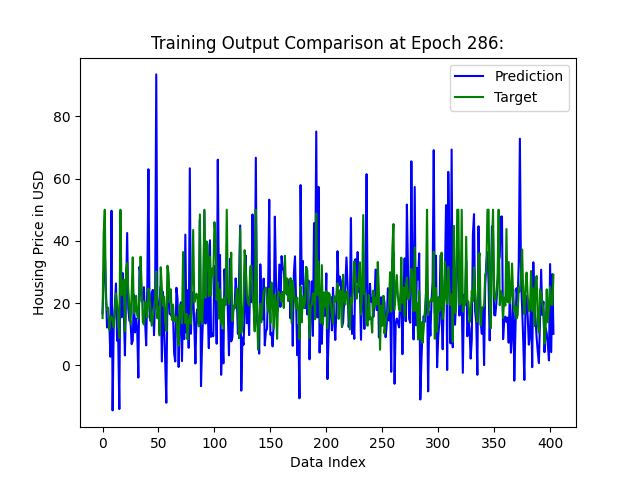 Training Output Comparison at Epoch 286:
Prediction
Target
80
60
40
20
0
Housing Price in USD
0 50 100 150 200 250 300 350 400
Data Index